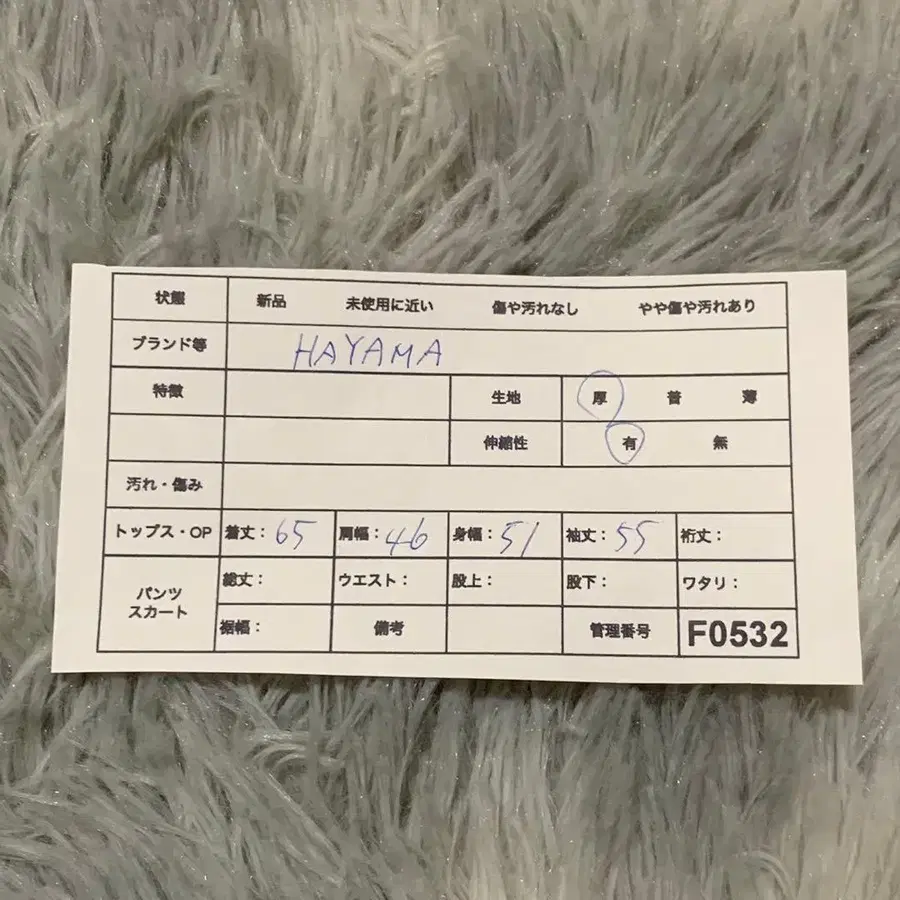 状態 新品 未使用に近い 傷や汚れなし やや傷や汚れあり
ブランド等 HAYAMA
特徴 生地 厚 普 薄
伸縮性 有 無
汚れ・傷み
トップス・OP 着丈：65 肩幅：46 身幅：51 袖丈：55 裄丈：
パンツ
スカート
総丈： ウエスト： 股上： 股下： ワタリ：
裾幅： 備考 管理番号 F0532